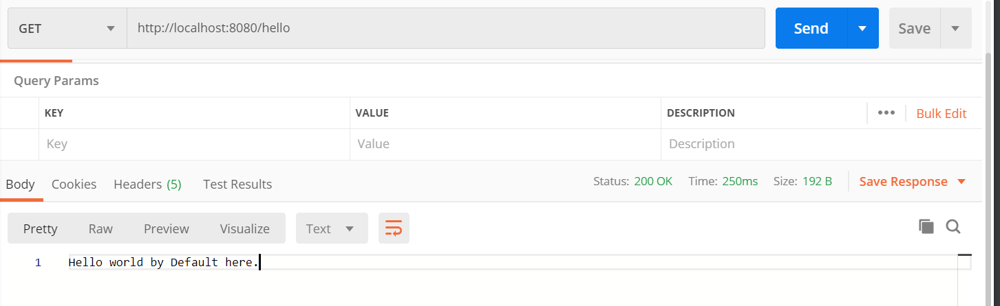 GET http://localhost:8080/hello Send Save
Query Params
KEY VALUE DESCRIPTION ••• Bulk Edit
Key Value Description
Body Cookies Headers (5) Test Results Status: 200 OK Time: 250ms Size: 192 B Save Response
Pretty Raw Preview Visualize Text
1 Hello world by Default here.